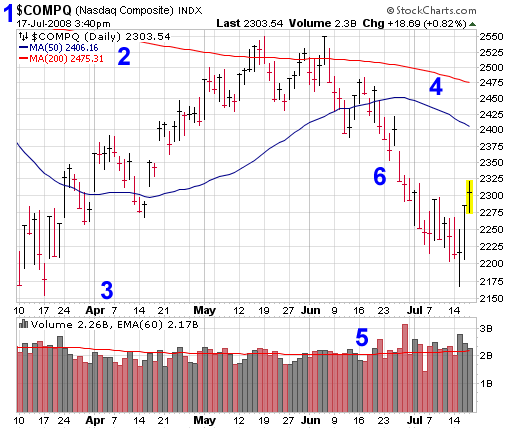 1 $COMPQ (Nasdaq Composite) INDX © StockCharts.com
17-Jul-2008 3:40pm Last 2303.54 Volume 2.3B Chg +18.69 (+0.82%)
$COMPQ (Daily) 2303.54
MA(50) 2406.16
MA(200) 2475.31
2
4
6
3
2550
2525
2500
2475
2450
2425
2400
2375
2350
2325
2300
2275
2250
2225
2200
2175
2150
10 17 24 Apr 7 14 21 May 12 19 27 Jun 9 16 23 Jul 7 14
Volume 2.26B, EMA(60) 2.17B
5
3B
2B
1B
10 17 24 Apr 7 14 21 May 12 19 27 Jun 9 16 23 Jul 7 14